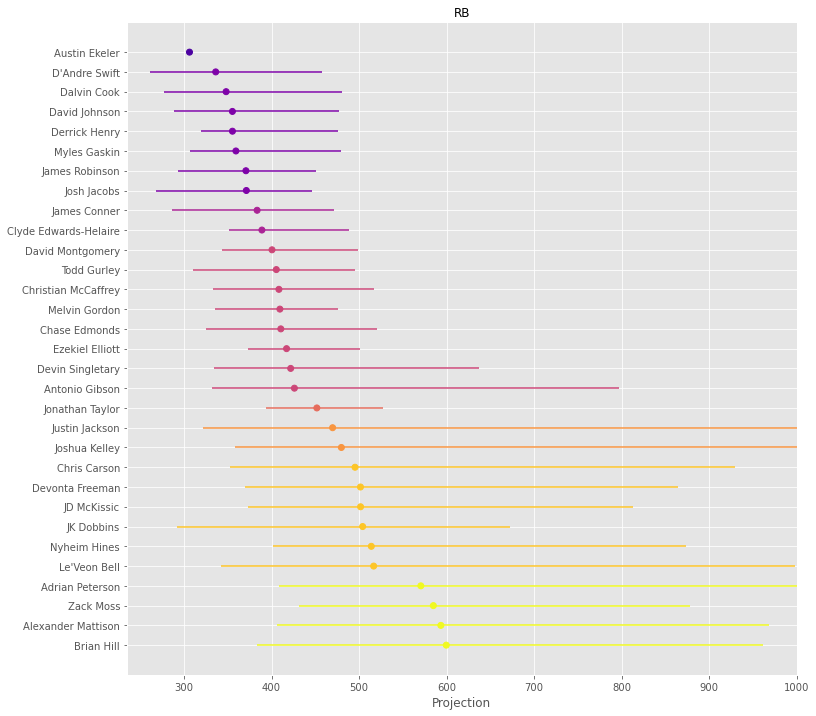 RB
Austin Ekeler
D'Andre Swift
Dalvin Cook
David Johnson
Derrick Henry
Myles Gaskin
James Robinson
Josh Jacobs
James Conner
Clyde Edwards-Helaire
David Montgomery
Todd Gurley
Christian McCaffrey
Melvin Gordon
Chase Edmonds
Ezekiel Elliott
Devin Singletary
Antonio Gibson
Jonathan Taylor
Justin Jackson
Joshua Kelley
Chris Carson
Devonta Freeman
JD McKissic
JK Dobbins
Nyheim Hines
Le'Veon Bell
Adrian Peterson
Zack Moss
Alexander Mattison
Brian Hill
300 400 500 600 700 800 900 1000
Projection